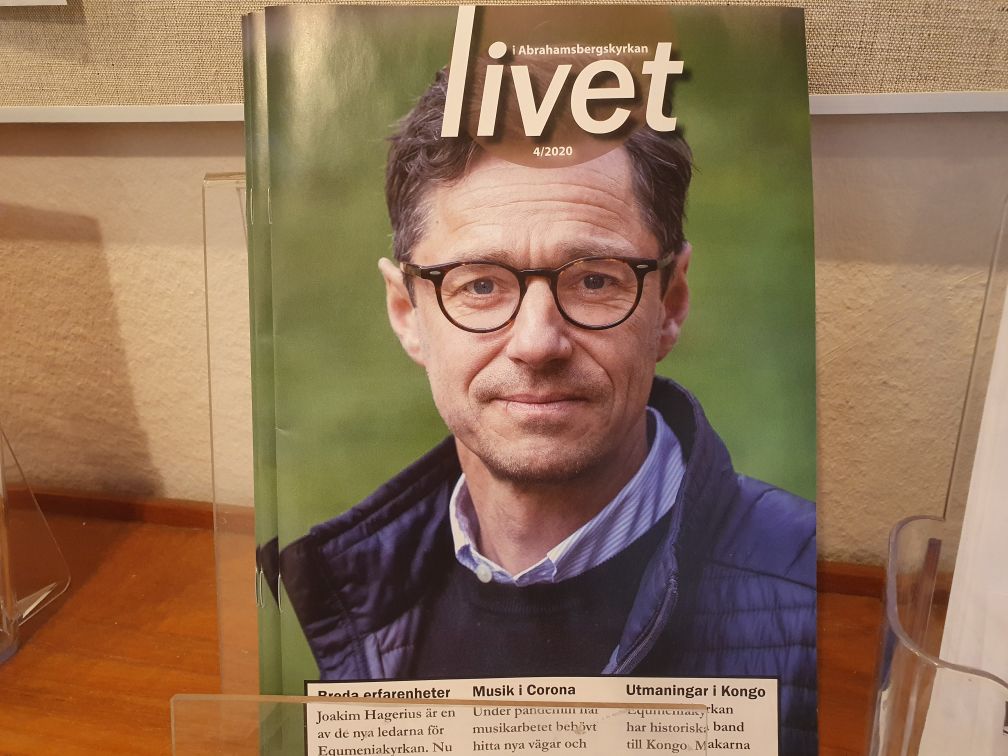 i Abrahamsbergskyrkan
livet
4/2020
Breda erfarenheter
Joakim Hagerius är en
av de nya ledarna för
Equmeniakyrkan. Nu
Musik i Corona
Under pandemin har
musikarbetet behövt
hitta nya vägar och
Utmaningar i Kongo
Equmeniakyrkan
har historiska band
till Kongo. Makarna